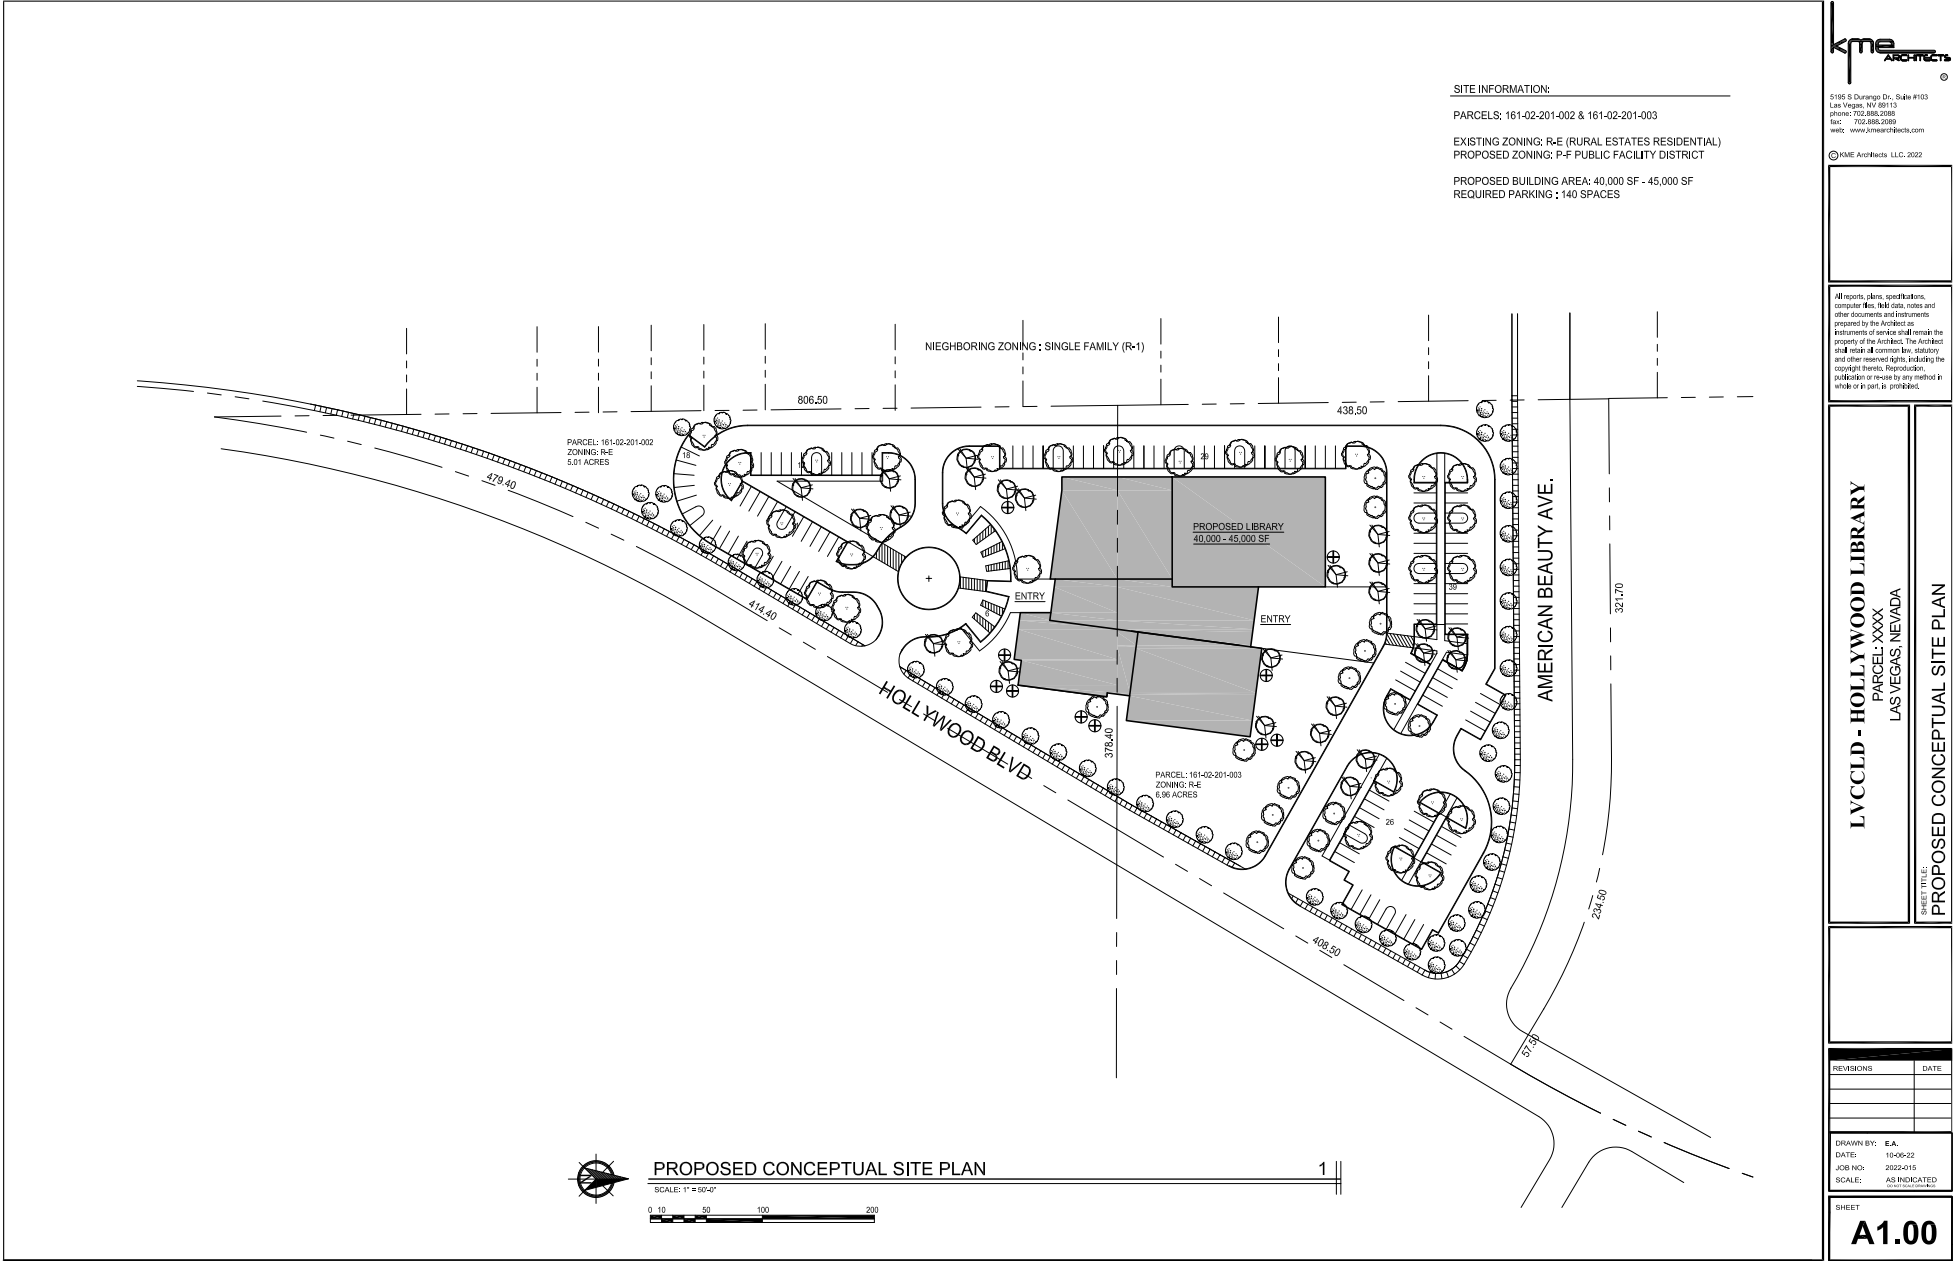 SITE INFORMATION:
PARCELS: 161-02-201-002 & 161-02-201-003
EXISTING ZONING: R-E (RURAL ESTATES RESIDENTIAL)
PROPOSED ZONING: P-F PUBLIC FACILITY DISTRICT
PROPOSED BUILDING AREA: 40,000 SF - 45,000 SF
REQUIRED PARKING : 140 SPACES
NIEGHBORING ZONING : SINGLE FAMILY (R-1)
806.50
438.50
PARCEL: 161-02-201-002
ZONING: R-E
5.01 ACRES
18
29
479.40
PROPOSED LIBRARY
40,000 - 45,000 SF
AMERICAN BEAUTY AVE.
39
321.70
ENTRY
6
414.40
ENTRY
HOLLYWOOD BLVD
378.40
PARCEL: 161-02-201-003
ZONING: R-E
6.96 ACRES
26
234.50
408.50
57.50
PROPOSED CONCEPTUAL SITE PLAN
1
SCALE: 1" = 50'-0"
0 10 50 100 200
kme
ARCHITECTS
®
5195 S Durango Dr., Suite #103
Las Vegas, NV 89113
phone: 702.888.2088
fax: 702.888.2089
web: www.kmearchitects.com
© KME Architects LLC. 2022
All reports, plans, specifications,
computer files, field data, notes and
other documents and instruments
prepared by the Architect as
instruments of service shall remain the
property of the Architect. The Architect
shall retain all common law, statutory
and other reserved rights, including the
copyright thereto. Reproduction,
publication or re-use by any method in
whole or in part, is prohibited.
LVCCLD - HOLLYWOOD LIBRARY
PARCEL: XXXX
LAS VEGAS, NEVADA
SHEET TITLE:
PROPOSED CONCEPTUAL SITE PLAN
REVISIONS DATE
DRAWN BY: E.A.
DATE: 10-06-22
JOB NO: 2022-015
SCALE: AS INDICATED
DO NOT SCALE DRAWINGS
SHEET
A1.00